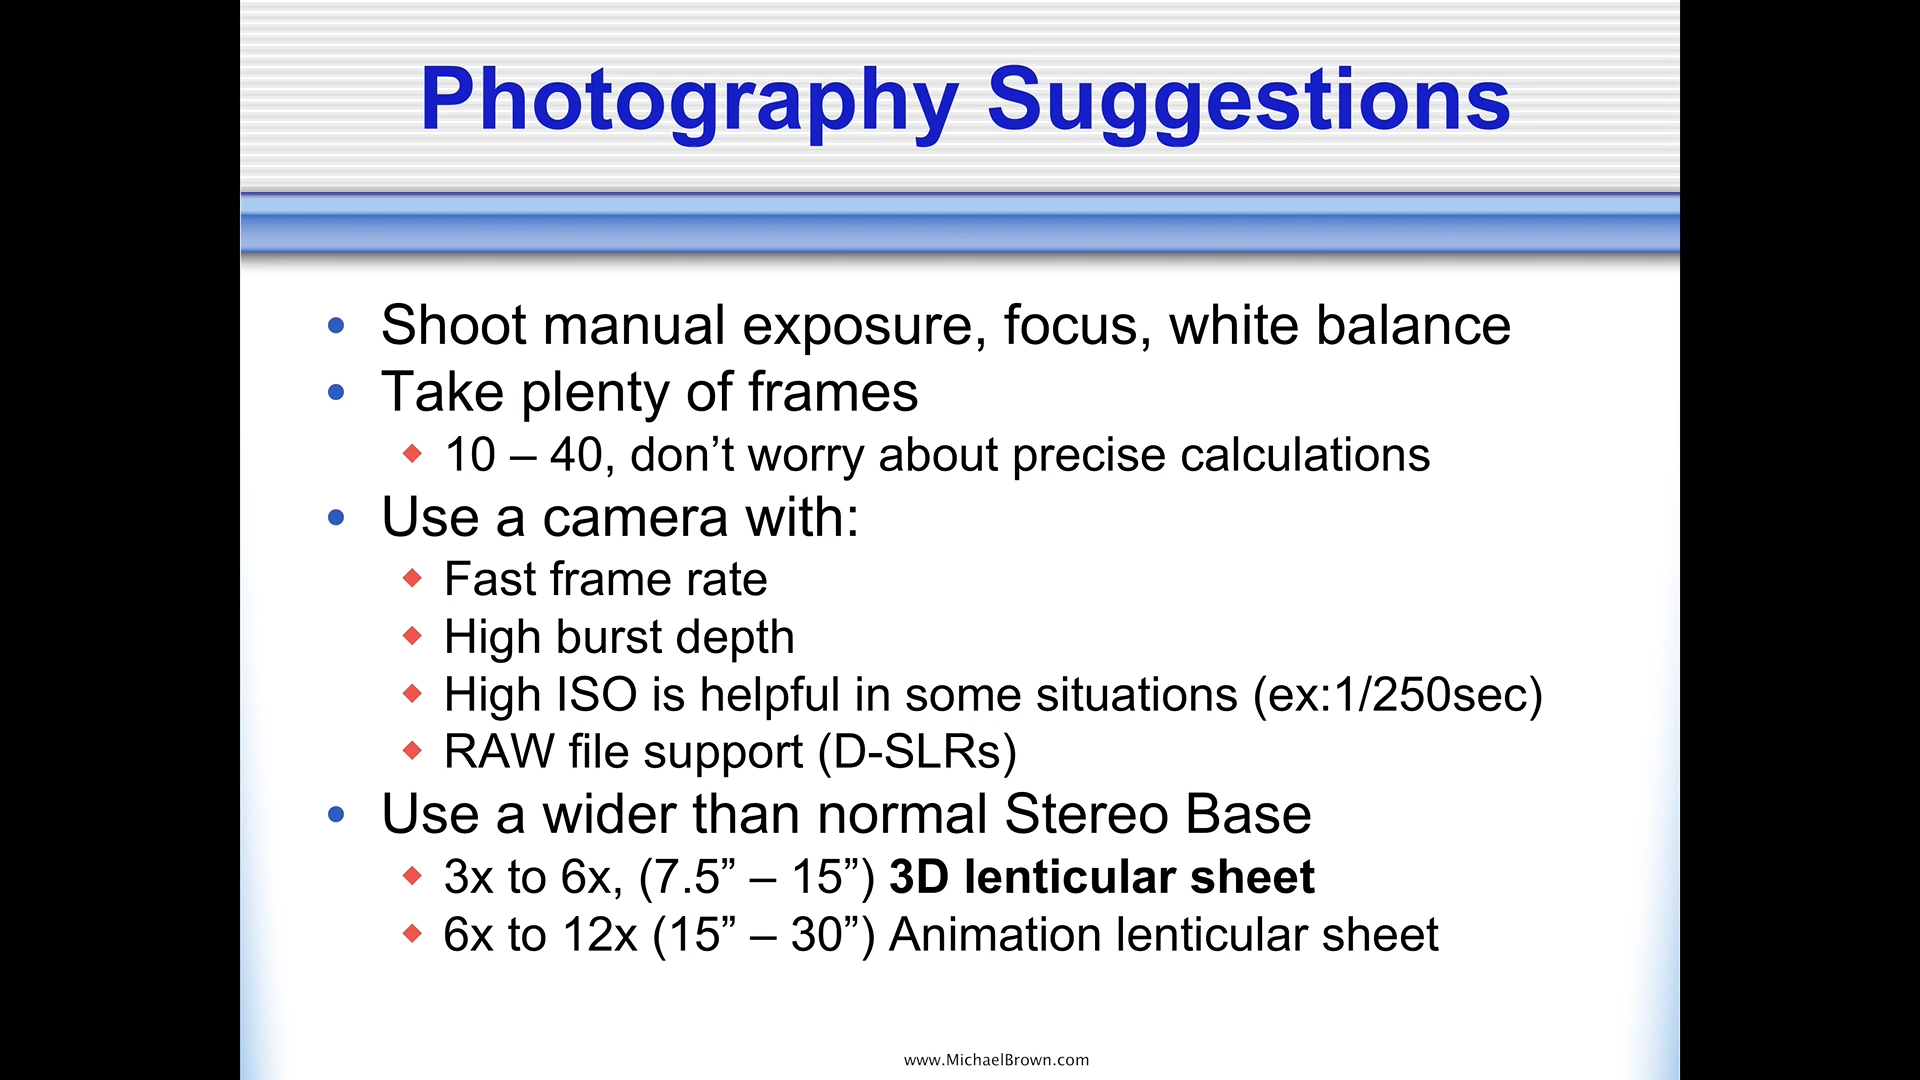 Photography Suggestions
• Shoot manual exposure, focus, white balance
• Take plenty of frames
◆ 10 – 40, don’t worry about precise calculations
• Use a camera with:
◆ Fast frame rate
◆ High burst depth
◆ High ISO is helpful in some situations (ex:1/250sec)
◆ RAW file support (D-SLRs)
• Use a wider than normal Stereo Base
◆ 3x to 6x, (7.5” – 15”) 3D lenticular sheet
◆ 6x to 12x (15” – 30”) Animation lenticular sheet
www.MichaelBrown.com